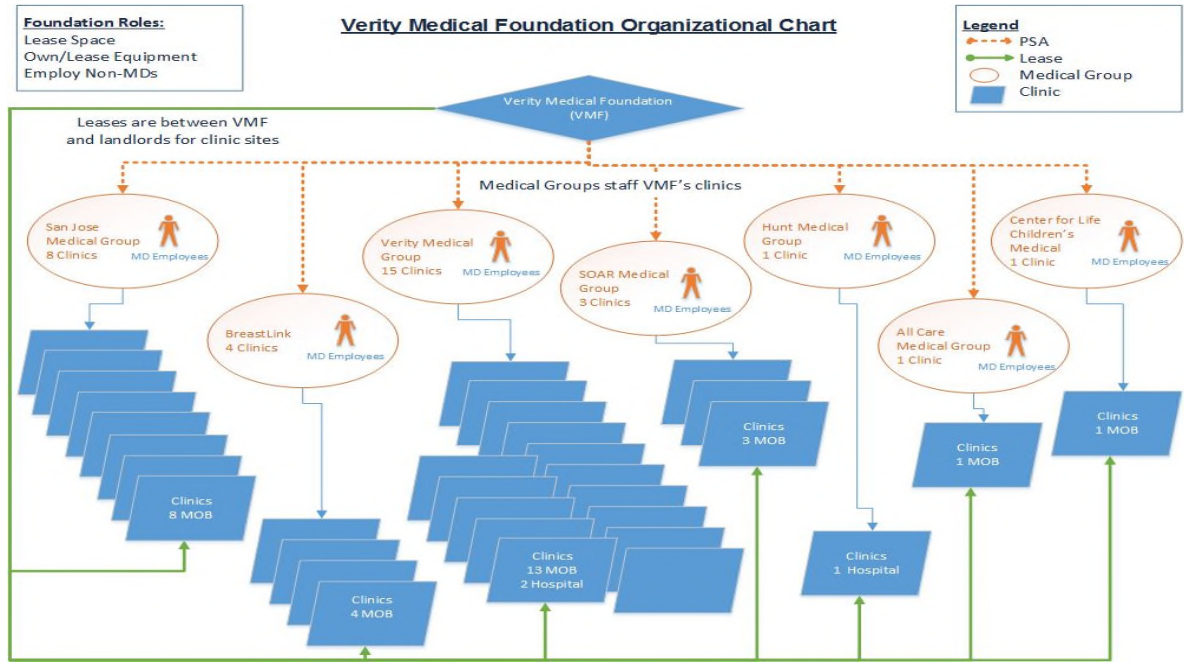 Foundation Roles:
Lease Space
Own/Lease Equipment
Employ Non-MDs
Verity Medical Foundation Organizational Chart
Legend
PSA
Lease
Medical Group
Clinic
Verity Medical Foundation
(VMF)
Leases are between VMF
and landlords for clinic sites
Medical Groups staff VMF's clinics
San Jose
Medical Group
8 Clinics
MD Employees
BreastLink
4 Clinics
MD Employees
Verity Medical
Group
15 Clinics
MD Employees
SOAR Medical
Group
3 Clinics
MD Employees
Hunt Medical
Group
1 Clinic
MD Employees
All Care
Medical Group
1 Clinic
MD Employees
Center for Life
Children's
Medical
1 Clinic
MD Employees
Clinics
8 MOB
Clinics
4 MOB
Clinics
13 MOB
2 Hospital
Clinics
3 MOB
Clinics
1 Hospital
Clinics
1 MOB
Clinics
1 MOB